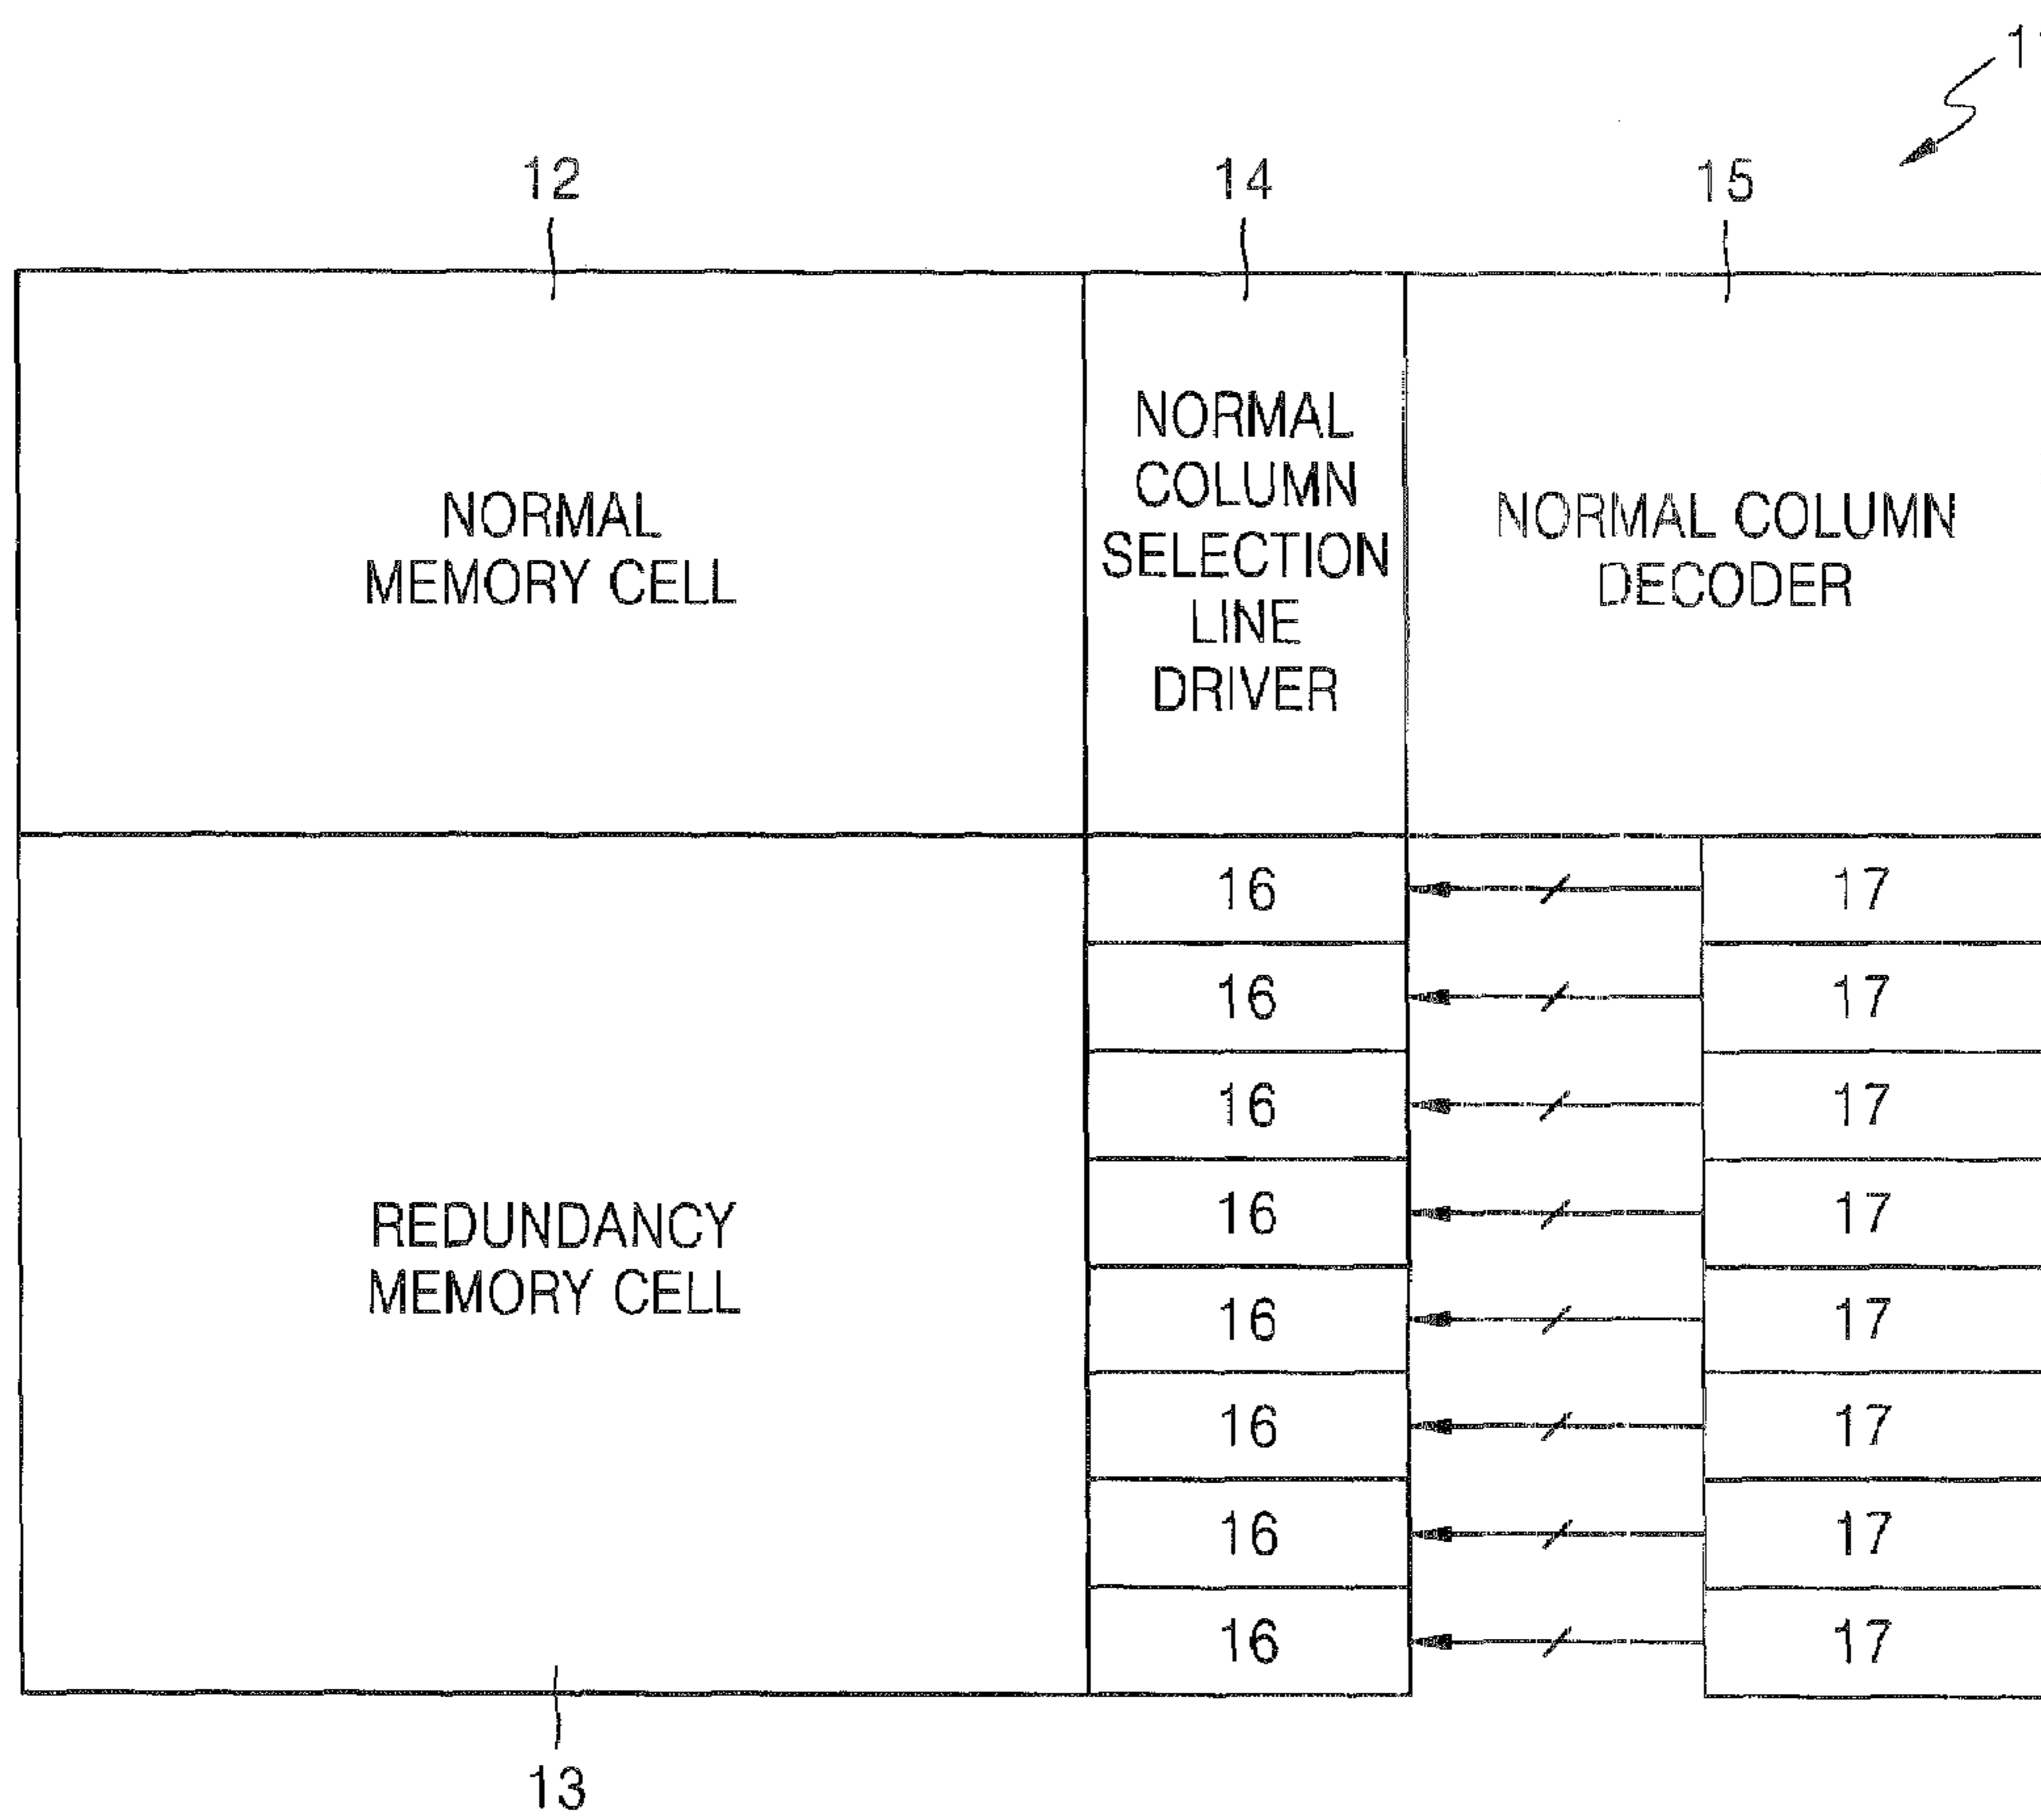 12
14
15
NORMAL
MEMORY CELL
NORMAL
COLUMN
SELECTION
LINE
DRIVER
NORMAL COLUMN
DECODER
REDUNDANCY
MEMORY CELL
16
17
16
17
16
17
16
17
16
17
16
17
16
17
16
17
13